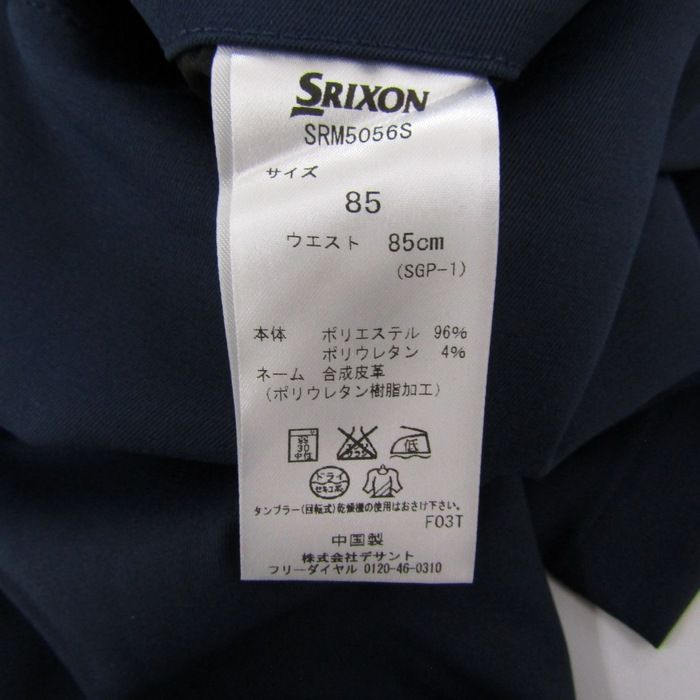 SRIXON
SRM5056S
サイズ
85
ウエスト 85cm
(SGP-1)
本体 ポリエステル 96%
ポリウレタン 4%
ネーム 合成皮革
(ポリウレタン樹脂加工)
30
中性
低
ドライ
セキユ系
タンブラー(回転式)乾燥機の使用はおさけ下さい。
F03T
中国製
株式会社デサント
フリーダイヤル 0120-46-0310